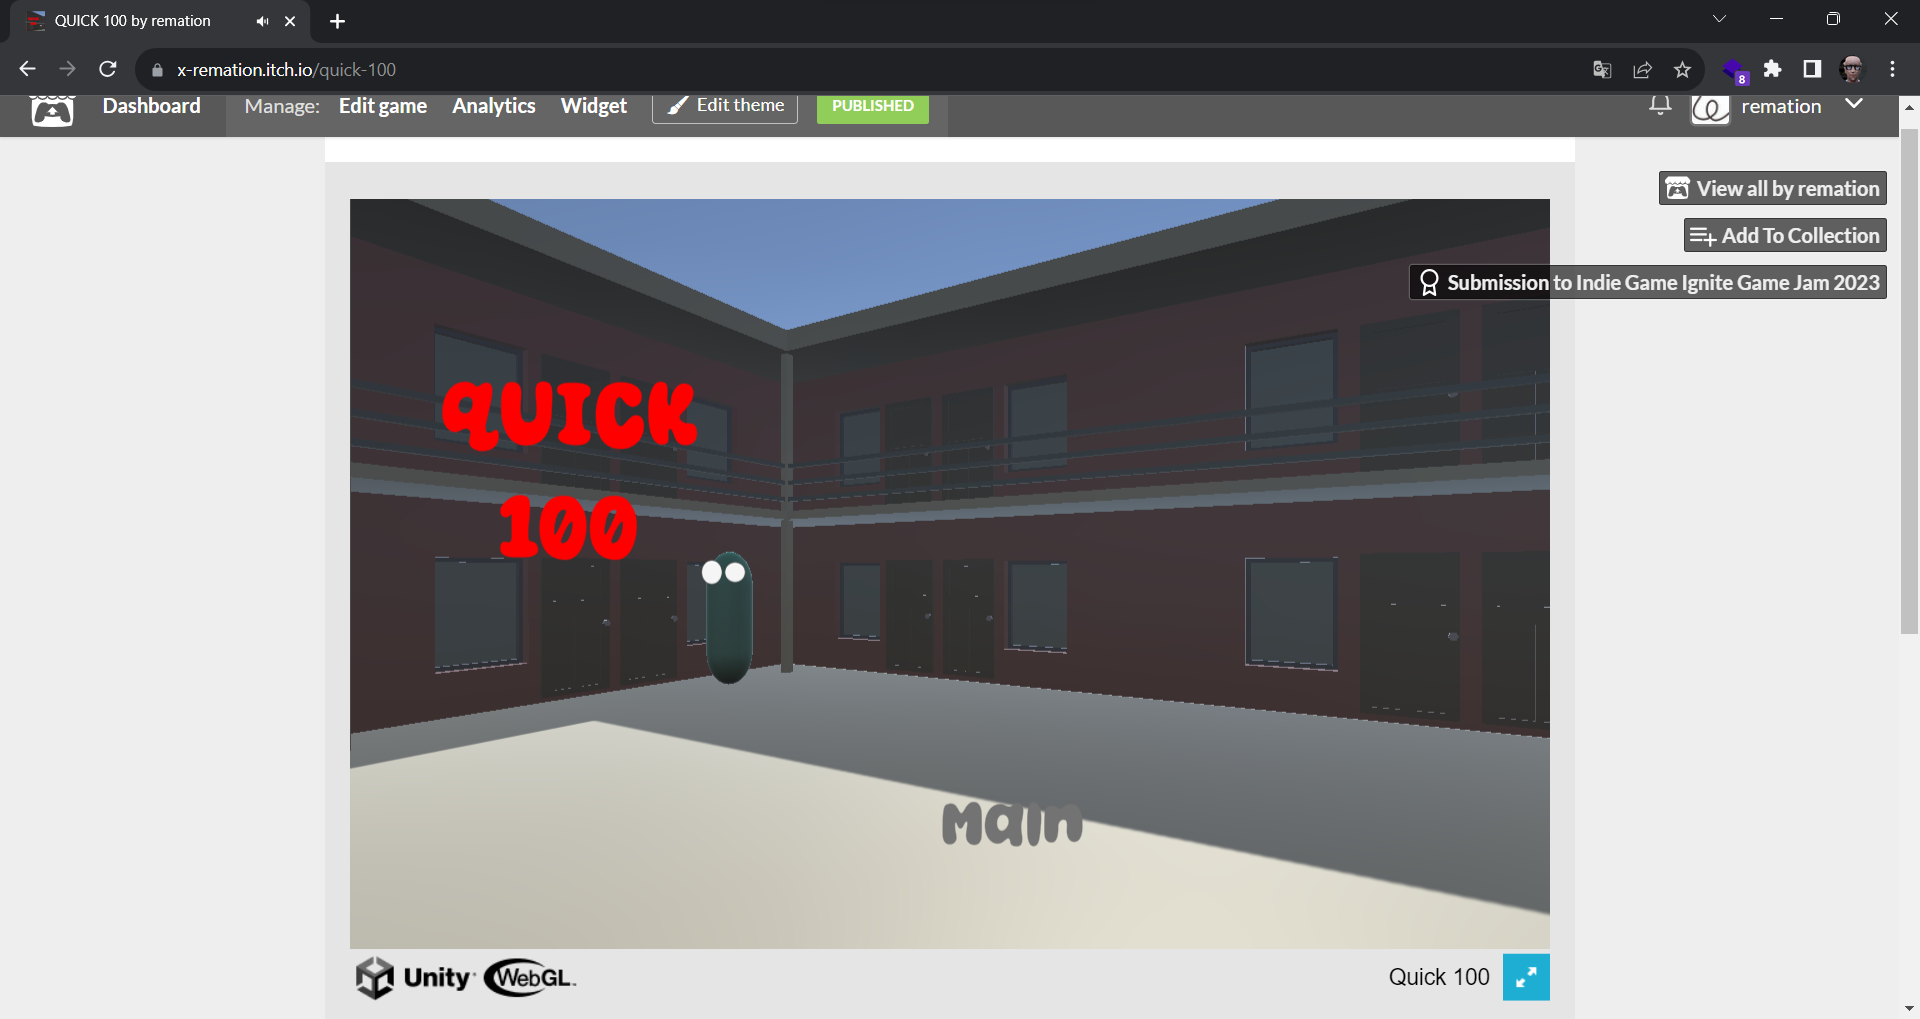 QUICK 100 by remation
x-remation.itch.io/quick-100
8
Dashboard
Manage: Edit game Analytics Widget Edit theme PUBLISHED
remation
View all by remation
Add To Collection
Submission to Indie Game Ignite Game Jam 2023
QUICK
100
Main
Unity WebGL
Quick 100